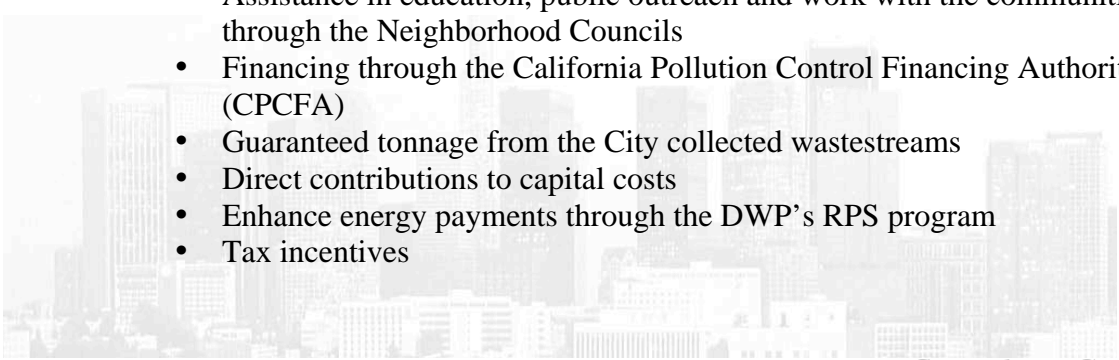 Assistance in education, public outreach and work with the
through the Neighborhood Councils
• Financing through the California Pollution Control Financing
(CPCFA)
• Guaranteed tonnage from the City collected wastestreams
• Direct contributions to capital costs
• Enhance energy payments through the DWP's RPS program
• Tax incentives